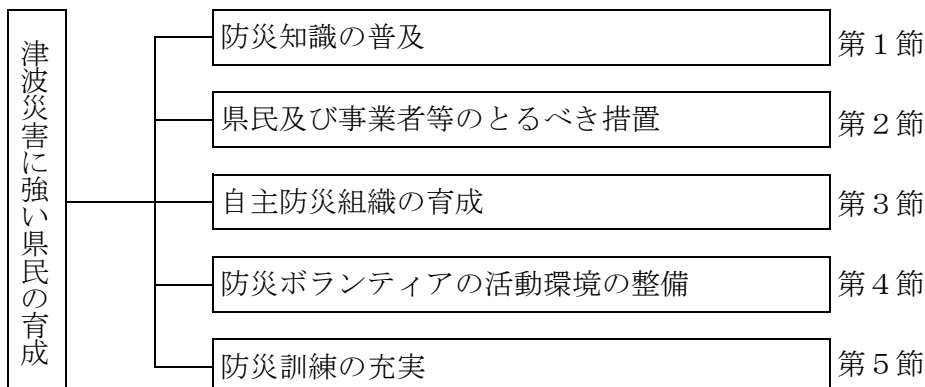 津波災害に強い県民の育成
防災知識の普及 第１節
県民及び事業者等のとるべき措置 第２節
自主防災組織の育成 第３節
防災ボランティアの活動環境の整備 第４節
防災訓練の充実 第５節